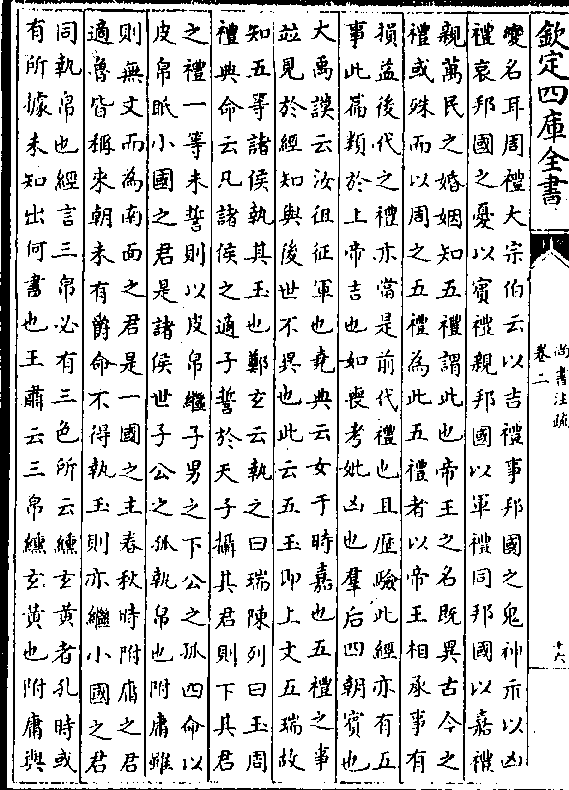 欽定四庫全書
尚書注疏
卷二
十六
變名耳周禮大宗伯云以吉禮事邦國之鬼神示以凶
禮哀邦國之憂以賓禮親邦國以軍禮同邦國以嘉禮
親萬民之婚姻知五禮謂此也帝王之名既異古今之
禮或殊而以周之五禮為此五禮者以帝王相承事有
損益後代之禮亦當是前代禮也且歷驗此經亦有五
事此篇類於上帝吉也如喪考妣凶也羣后四朝賓也
大禹謨云汝徂征軍也堯典云女于時嘉也五禮之事
並見於經知與後世不異也此云五玉即上文五瑞故
知五等諸侯執其玉也鄭玄云執之曰瑞陳列曰玉周
禮典命云凡諸侯之適子誓於天子攝其君則下其君
之禮一等未誓則以皮帛繼子男之下公之孤四命以
皮帛眡小國之君是諸侯世子公之孤執帛也附庸雖
則無文而為南面之君是一國之主春秋時附庸之君
適魯皆稱來朝未有爵命不得執玉則亦繼小國之君
同執帛也經言三帛必有三色所云纁玄黃者孔時或
有所據未知出何書也王肅云三帛纁玄黃也附庸與